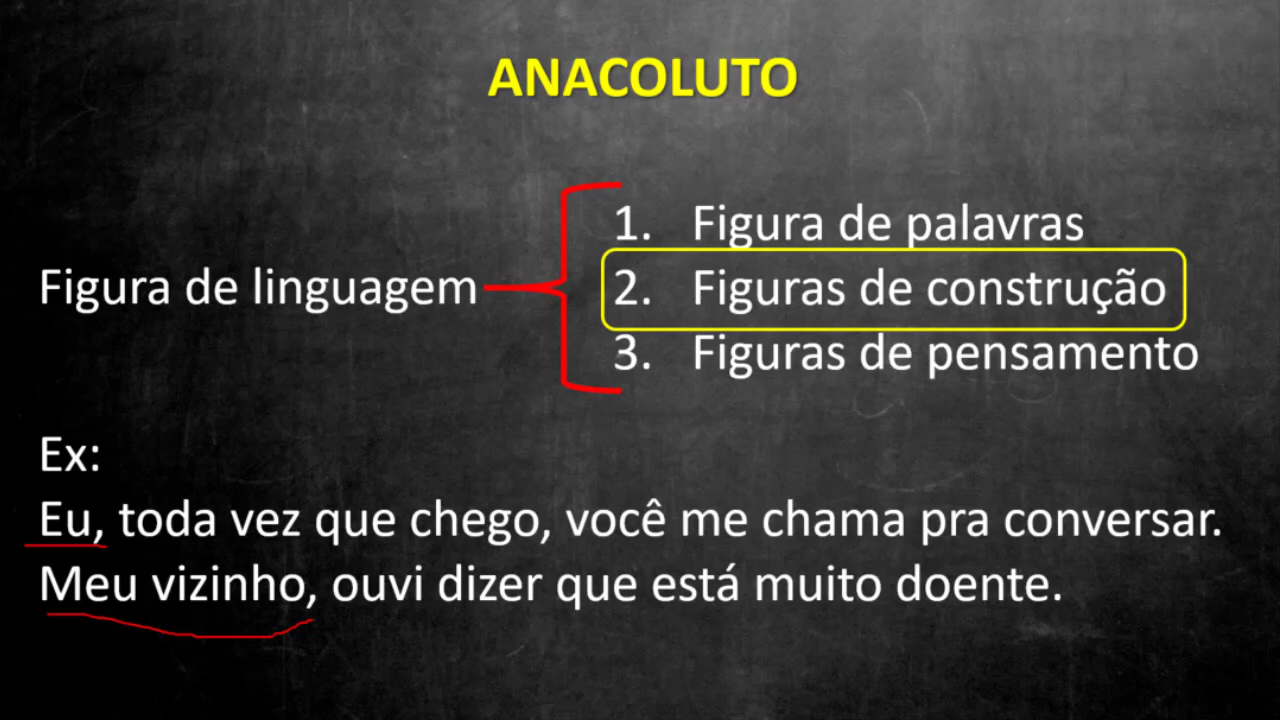 ANACOLUTO
1. Figura de palavras
Figura de linguagem
2. Figuras de construção
3. Figuras de pensamento
Ex:
Eu, toda vez que chego, você me chama pra conversar.
Meu vizinho, ouvi dizer que está muito doente.